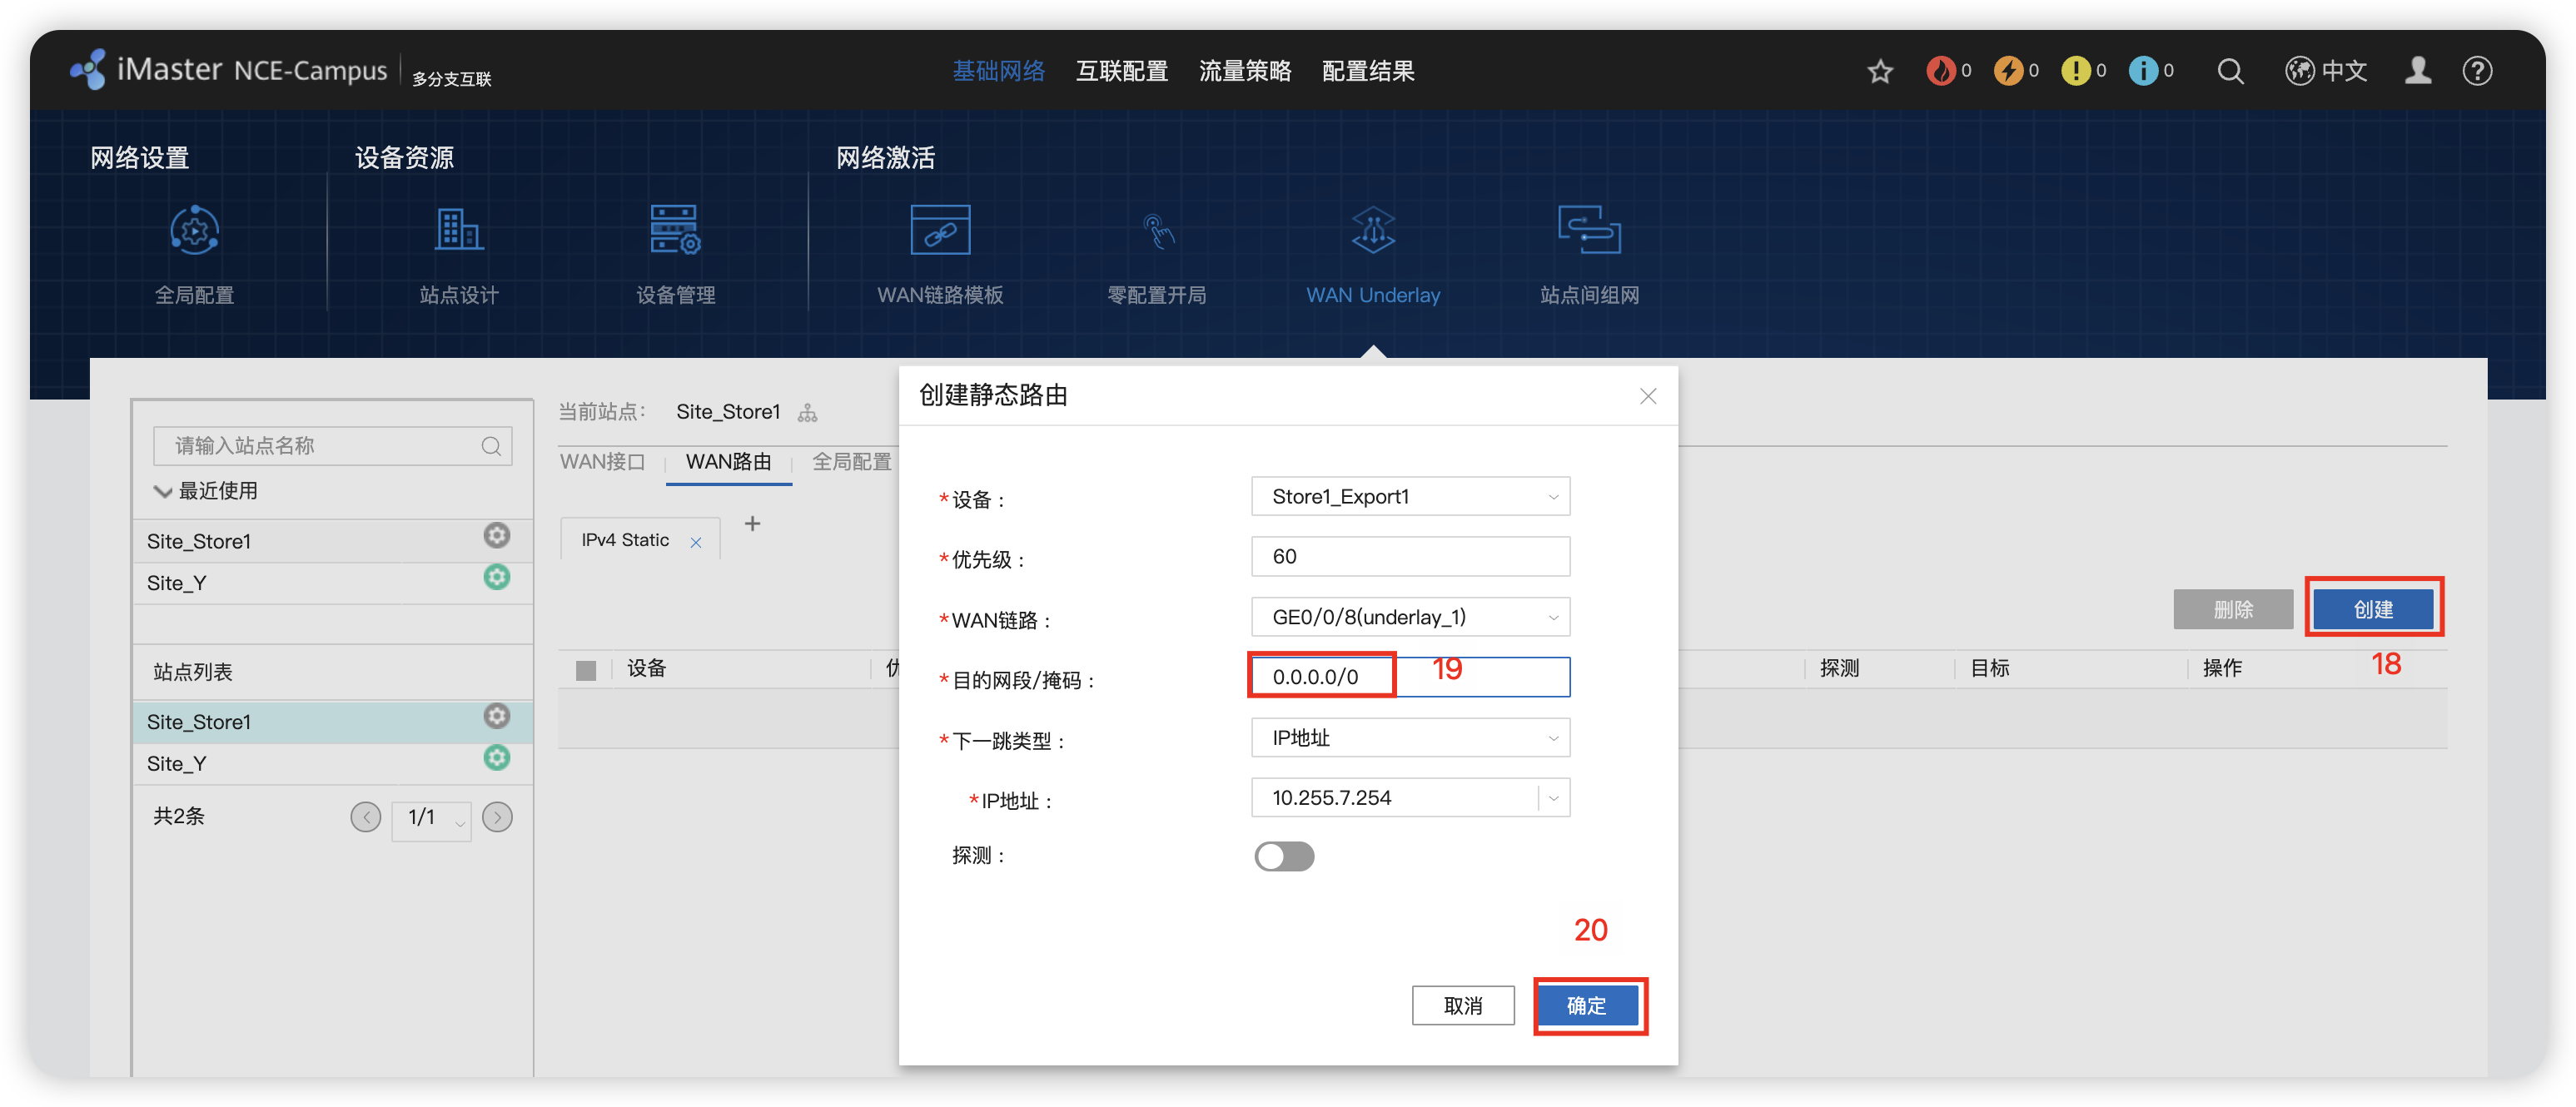 iMaster NCE-Campus 多分支互联
基础网络 互联配置 流量策略 配置结果
0 0 0 0 中文
网络设置 设备资源 网络激活
全局配置 站点设计 设备管理 WAN链路模板 零配置开局 WAN Underlay 站点间组网
请输入站点名称
最近使用
Site_Store1
Site_Y
站点列表
Site_Store1
Site_Y
共2条 1/1
当前站点： Site_Store1
WAN接口 WAN路由 全局配置
IPv4 Static
删除 创建
18
设备 优 探测 目标 操作
创建静态路由
*设备： Store1_Export1
*优先级： 60
*WAN链路： GE0/0/8(underlay_1)
*目的网段/掩码： 0.0.0.0/0 19
*下一跳类型： IP地址
*IP地址： 10.255.7.254
探测：
20
取消 确定